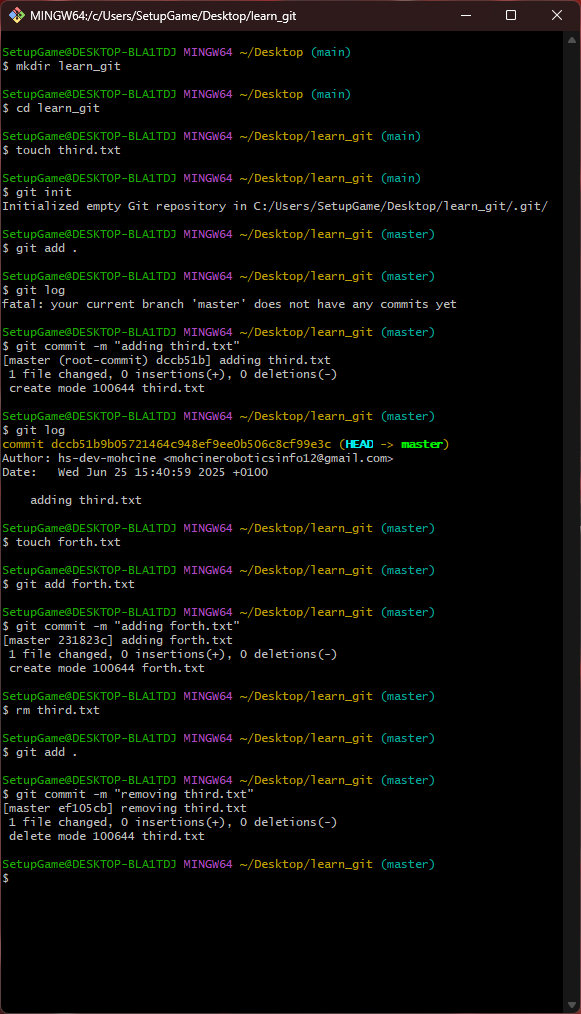 MINGW64:/c/Users/SetupGame/Desktop/learn_git
SetupGame@DESKTOP-BLA1TDJ MINGW64 ~/Desktop (main)
$ mkdir learn_git
SetupGame@DESKTOP-BLA1TDJ MINGW64 ~/Desktop (main)
$ cd learn_git
SetupGame@DESKTOP-BLA1TDJ MINGW64 ~/Desktop/learn_git (main)
$ touch third.txt
SetupGame@DESKTOP-BLA1TDJ MINGW64 ~/Desktop/learn_git (main)
$ git init
Initialized empty Git repository in C:/Users/SetupGame/Desktop/learn_git/.git/
SetupGame@DESKTOP-BLA1TDJ MINGW64 ~/Desktop/learn_git (master)
$ git add .
SetupGame@DESKTOP-BLA1TDJ MINGW64 ~/Desktop/learn_git (master)
$ git log
fatal: your current branch 'master' does not have any commits yet
SetupGame@DESKTOP-BLA1TDJ MINGW64 ~/Desktop/learn_git (master)
$ git commit -m "adding third.txt"
[master (root-commit) dccb51b] adding third.txt
 1 file changed, 0 insertions(+), 0 deletions(-)
 create mode 100644 third.txt
SetupGame@DESKTOP-BLA1TDJ MINGW64 ~/Desktop/learn_git (master)
$ git log
commit dccb51b9b05721464c948ef9ee0b506c8cf99e3c (HEAD -> master)
Author: hs-dev-mohcine <mohcineroboticsinfo12@gmail.com>
Date:   Wed Jun 25 15:40:59 2025 +0100
    adding third.txt
SetupGame@DESKTOP-BLA1TDJ MINGW64 ~/Desktop/learn_git (master)
$ touch forth.txt
SetupGame@DESKTOP-BLA1TDJ MINGW64 ~/Desktop/learn_git (master)
$ git add forth.txt
SetupGame@DESKTOP-BLA1TDJ MINGW64 ~/Desktop/learn_git (master)
$ git commit -m "adding forth.txt"
[master 231823c] adding forth.txt
 1 file changed, 0 insertions(+), 0 deletions(-)
 create mode 100644 forth.txt
SetupGame@DESKTOP-BLA1TDJ MINGW64 ~/Desktop/learn_git (master)
$ rm third.txt
SetupGame@DESKTOP-BLA1TDJ MINGW64 ~/Desktop/learn_git (master)
$ git add .
SetupGame@DESKTOP-BLA1TDJ MINGW64 ~/Desktop/learn_git (master)
$ git commit -m "removing third.txt"
[master ef105cb] removing third.txt
 1 file changed, 0 insertions(+), 0 deletions(-)
 delete mode 100644 third.txt
SetupGame@DESKTOP-BLA1TDJ MINGW64 ~/Desktop/learn_git (master)
$